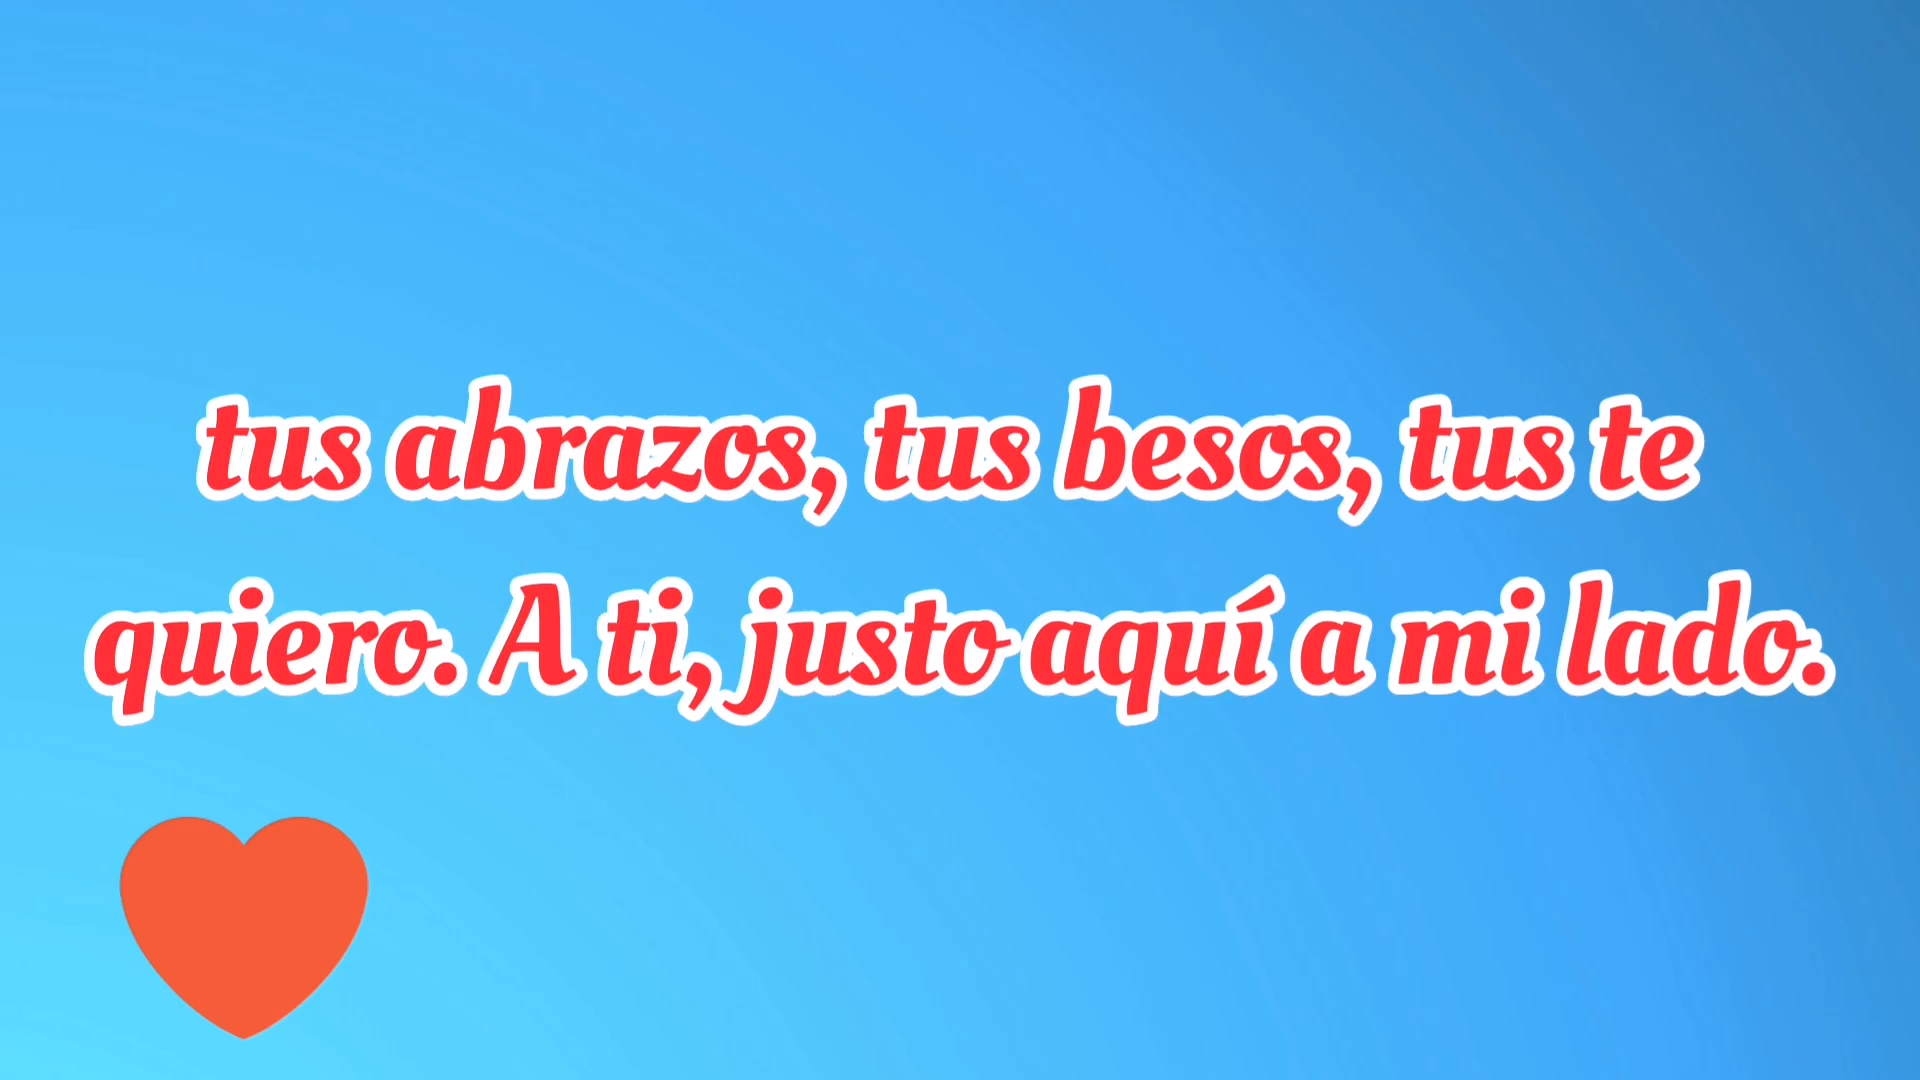 tus abrazos, tus besos, tus te
quiero. A ti, justo aquí a mi lado.